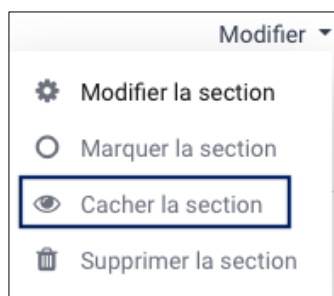 Modifier
Modifier la section
Marquer la section
Cacher la section
Supprimer la section